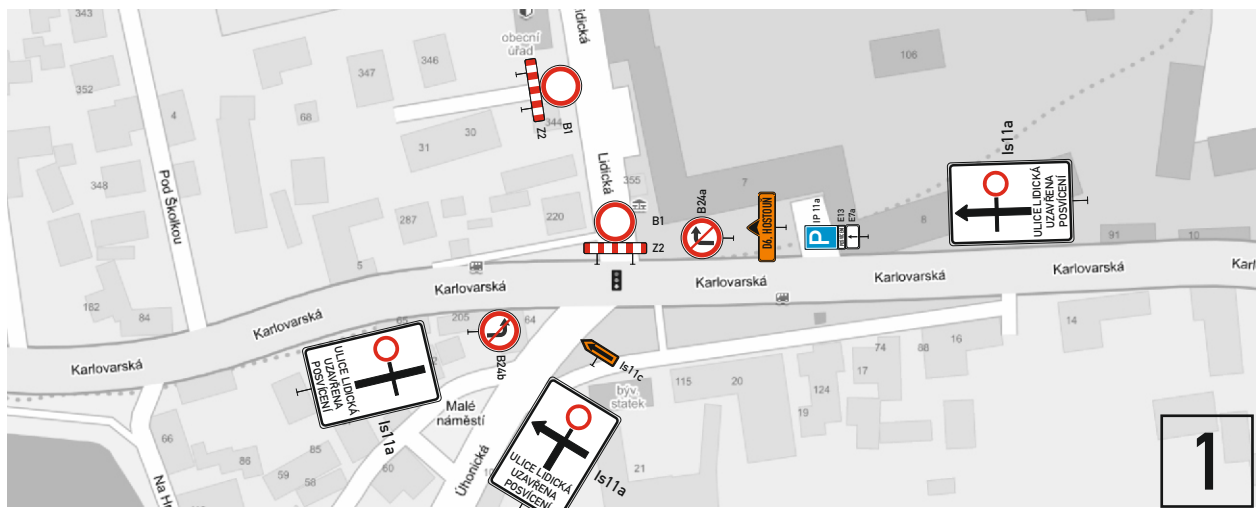 343
352
4
347
346
obecní
úřad
Lidická
106
68
344
B1
Z2
30
31
Pod Školkou
348
Lidická
355
7
Is11a
ULICE LIDICKÁ
UZAVŘENA
POSVÍCENÍ
287
220
B1
Z2
B24a
D6, HOSTOUŇ
P
IP 11a
E13
E7a
8
91
10
5
Karlovarská
Karlovarská
Karlovarská
Karlovarská
Karlovarská
Karlovarská
162
84
65
205
64
B24b
Is11c
14
16
88
74
17
ULICE LIDICKÁ
UZAVŘENA
POSVÍCENÍ
Is11a
Malé
náměstí
býv.
statek
115
20
124
19
66
86
59
58
85
60
Úhonická
ULICE LIDICKÁ
UZAVŘENA
POSVÍCENÍ
Is11a
21
1